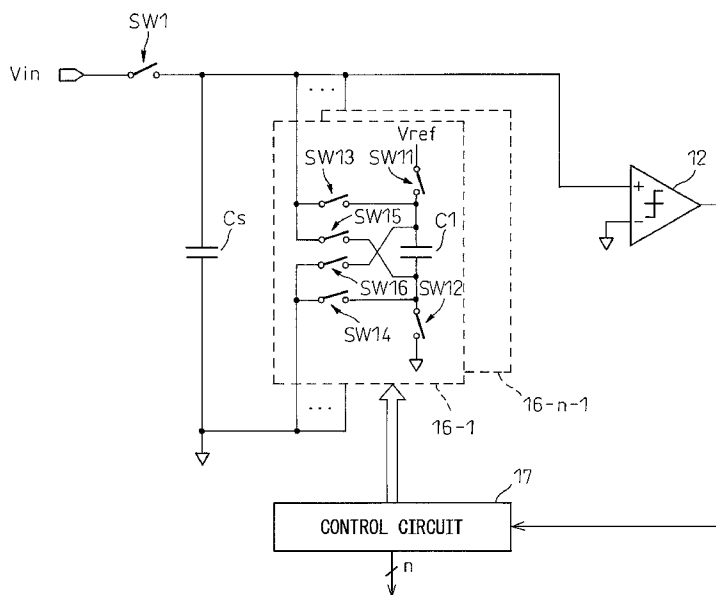 SW1
Vin
...
Vref
SW13
SW11
12
SW15
+
Cs
C1
-
SW16
SW12
SW14
16-n-1
...
16-1
17
CONTROL CIRCUIT
n